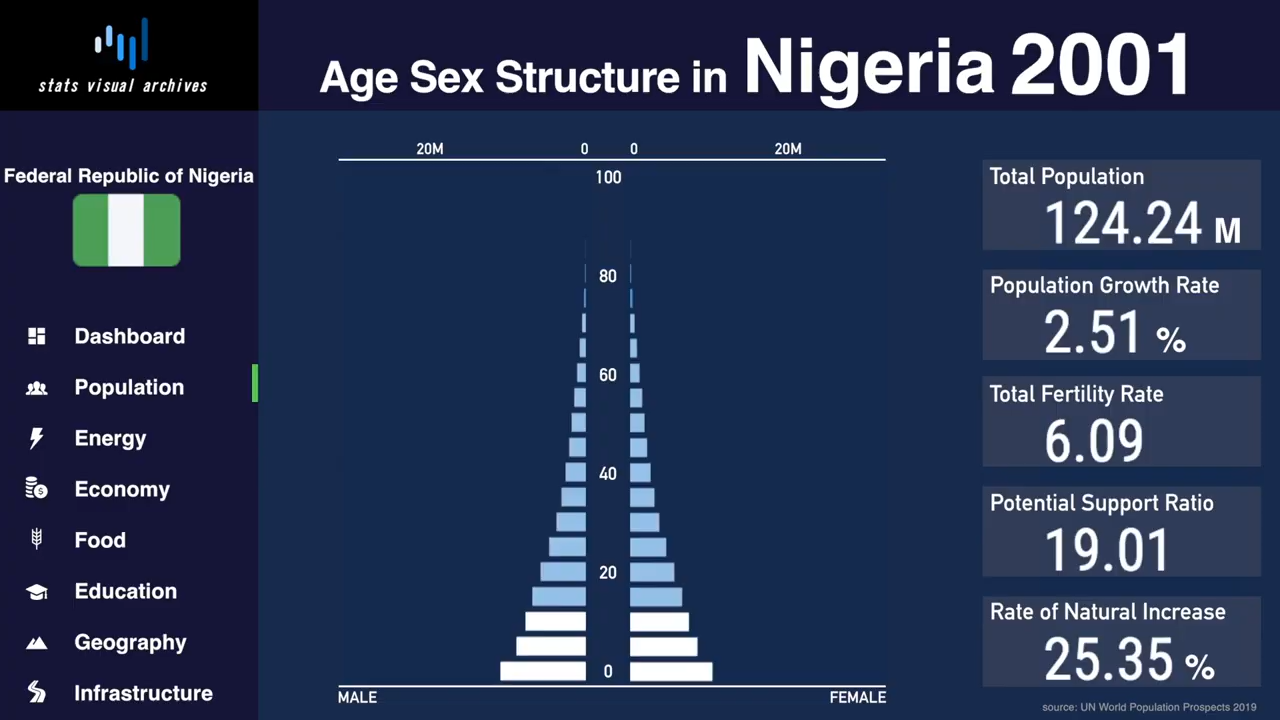 stats visual archives
Age Sex Structure in Nigeria 2001
Federal Republic of Nigeria
Dashboard
Population
Energy
Economy
Food
Education
Geography
Infrastructure
20M 0 0 20M
100
80
60
40
20
0
MALE FEMALE
Total Population
124.24 M
Population Growth Rate
2.51 %
Total Fertility Rate
6.09
Potential Support Ratio
19.01
Rate of Natural Increase
25.35 %
source: UN World Population Prospects 2019